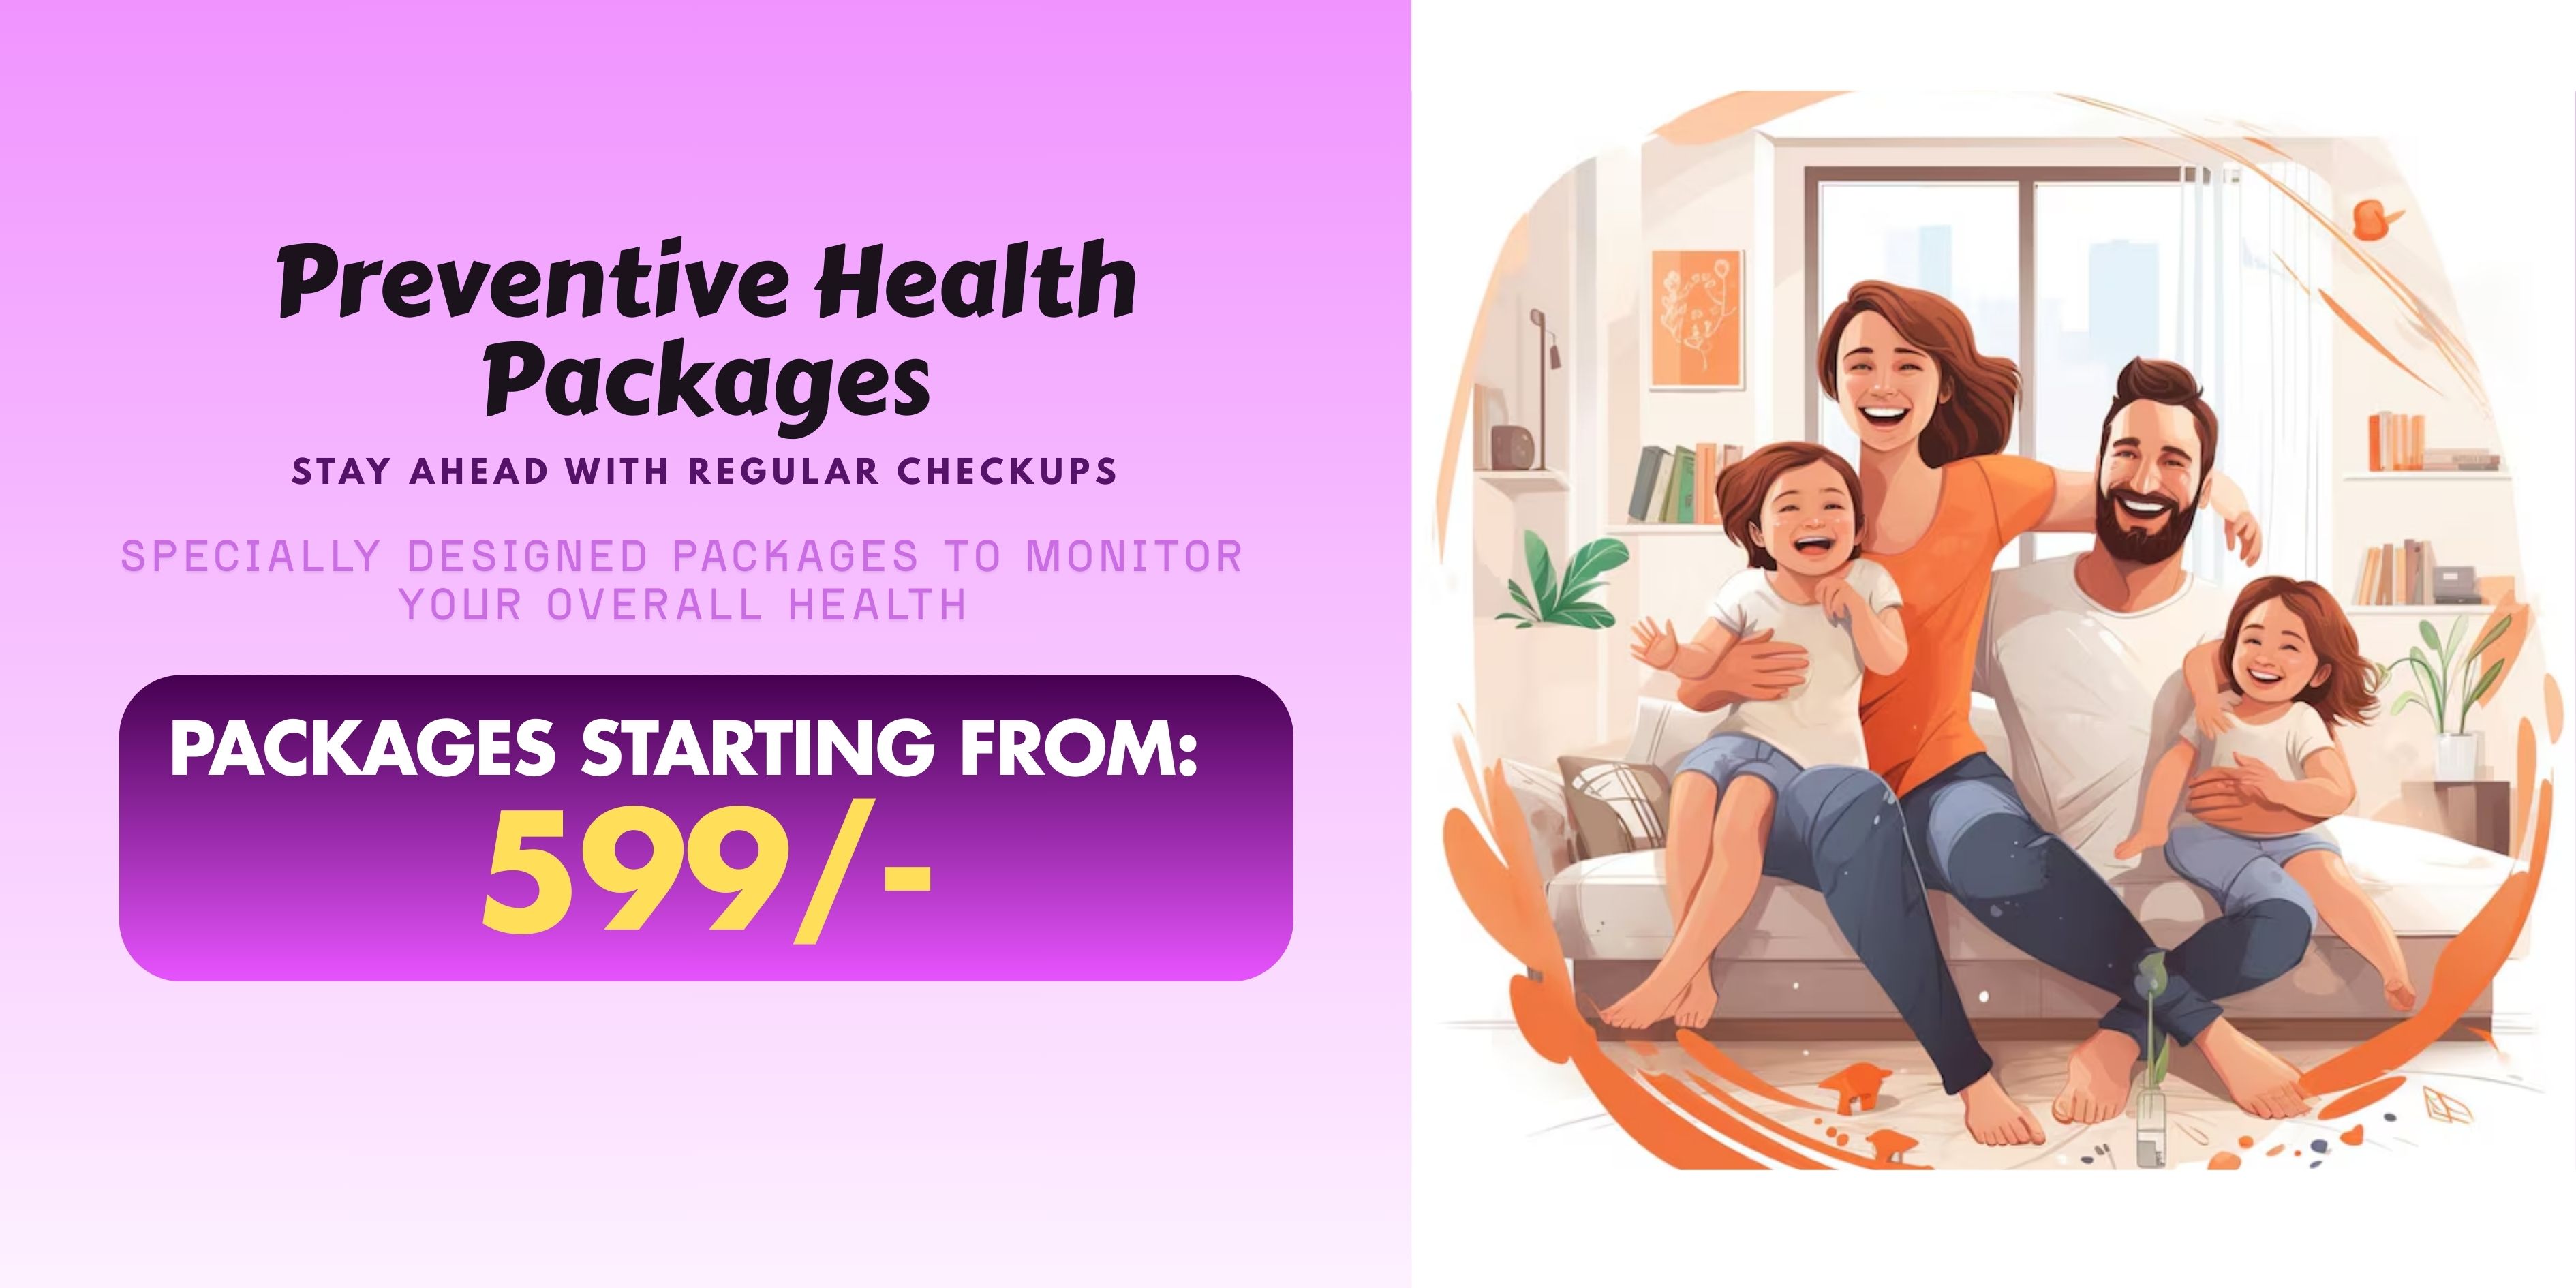 Preventive Health
Packages
STAY AHEAD WITH REGULAR CHECKUPS
SPECIALLY DESIGNED PACKAGES TO MONITOR
YOUR OVERALL HEALTH
PACKAGES STARTING FROM:
599/-